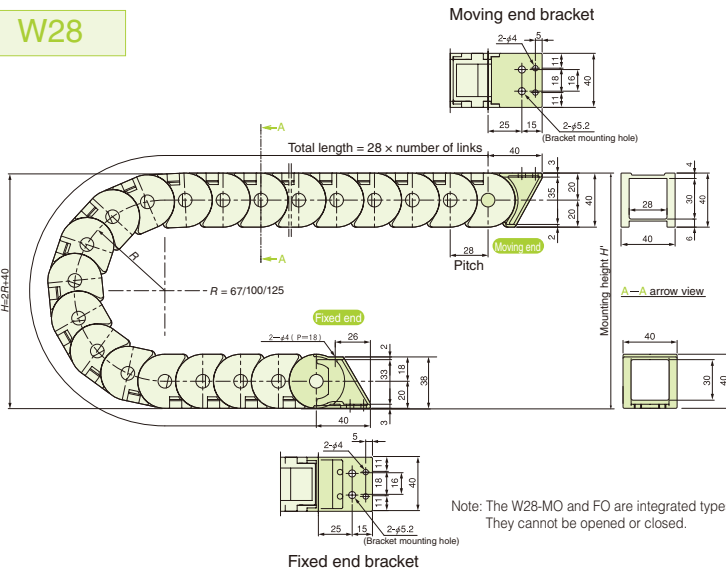 W28
Moving end bracket
2-ϕ4
5
11
18
11
16
40
25
15
2-ϕ5.2
(Bracket mounting hole)
A
Total length = 28 × number of links
40
3
35
2
20
20
40
28
Pitch
Moving end
A
H=2R+40
R
R = 67/100/125
Mounting height H'
4
28
30
40
6
40
A—A arrow view
Fixed end
2—ϕ4 ( P=18)
26
2
33
3
18
20
38
40
40
30
40
2-ϕ4
5
11
18
11
16
40
25
15
2-ϕ5.2
(Bracket mounting hole)
Fixed end bracket
Note: The W28-MO and FO are integrated type
They cannot be opened or closed.